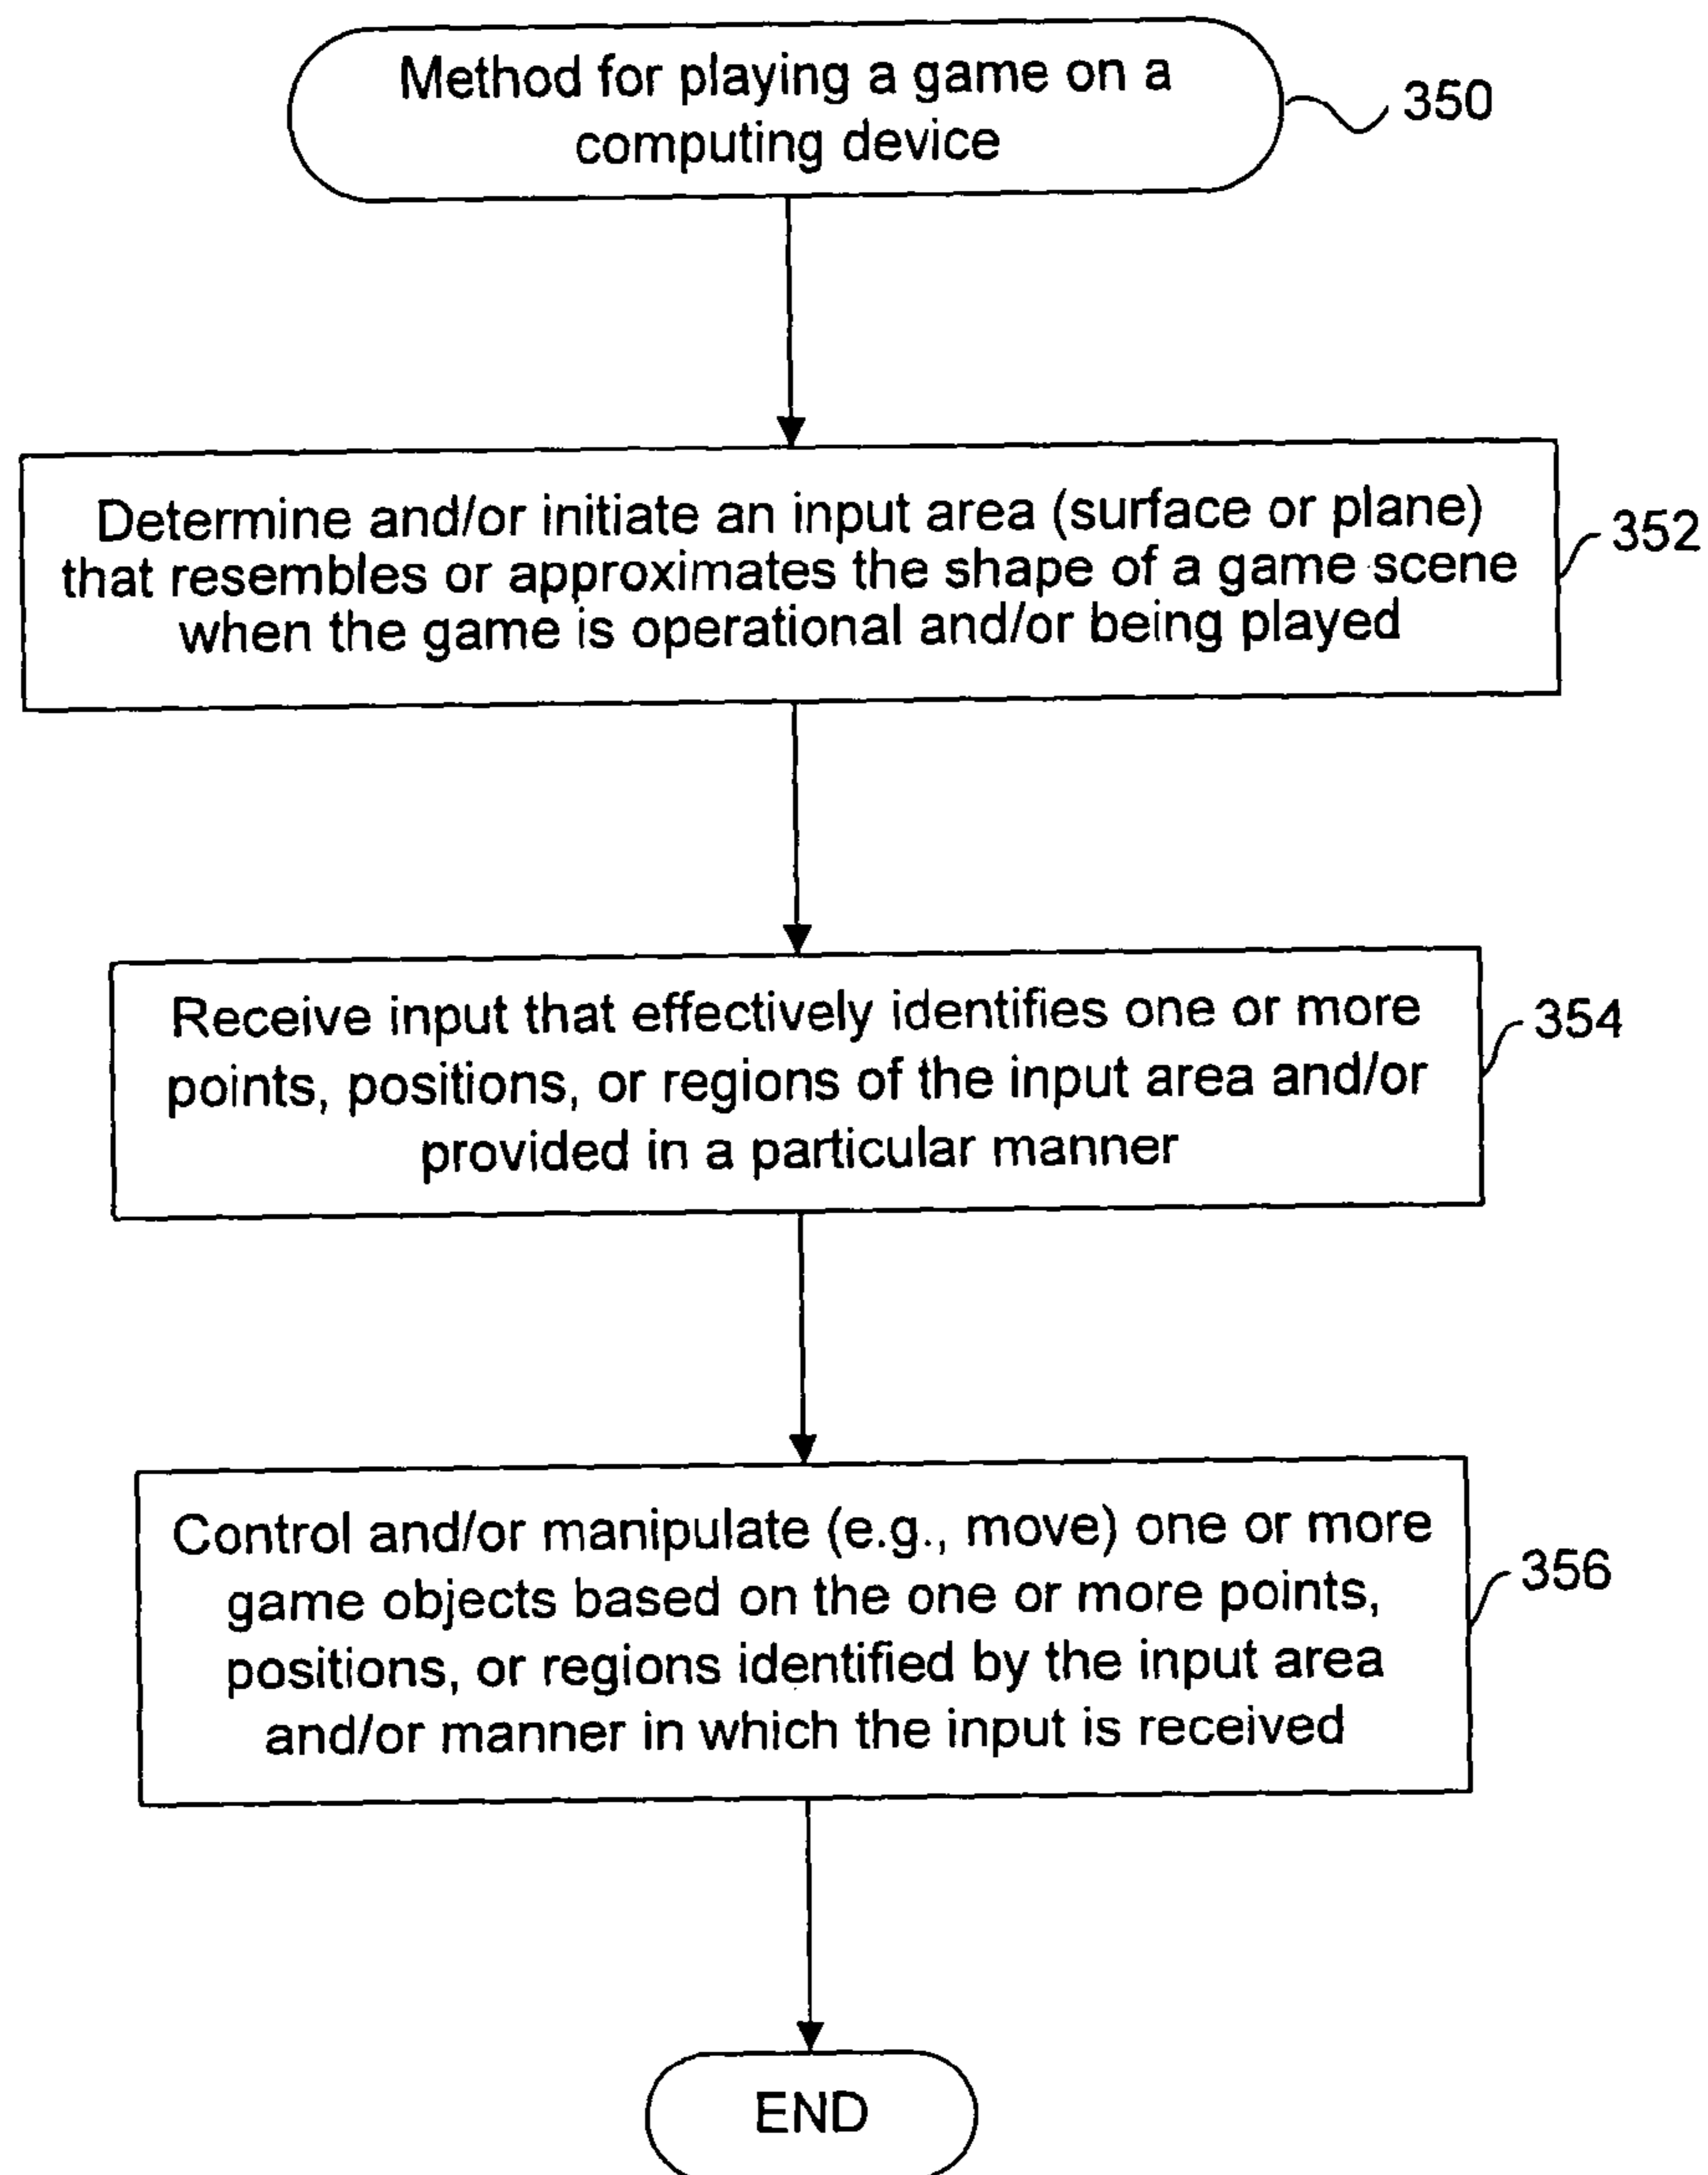 Method for playing a game on a
computing device
350
Determine and/or initiate an input area (surface or plane)
that resembles or approximates the shape of a game scene
when the game is operational and/or being played
352
Receive input that effectively identifies one or more
points, positions, or regions of the input area and/or
provided in a particular manner
354
Control and/or manipulate (e.g., move) one or more
game objects based on the one or more points,
positions, or regions identified by the input area
and/or manner in which the input is received
356
END